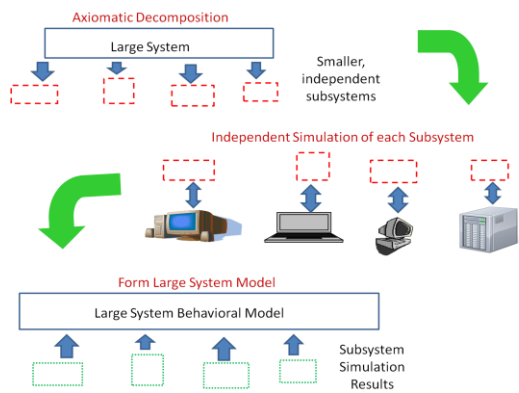 Axiomatic Decomposition
Large System
Smaller,
independent
subsystems
Independent Simulation of each Subsystem
Form Large System Model
Large System Behavioral Model
Subsystem
Simulation
Results